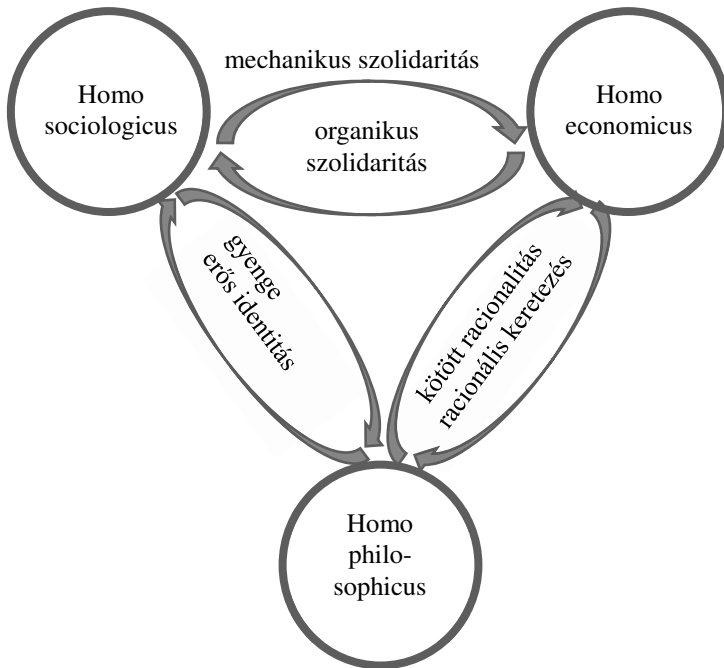 Homo
sociologicus
mechanikus szolidaritás
organikus
szolidaritás
Homo
economicus
gyenge
erős identitás
kötött racionalitás
racionális keretezés
Homo
philo-
sophicus